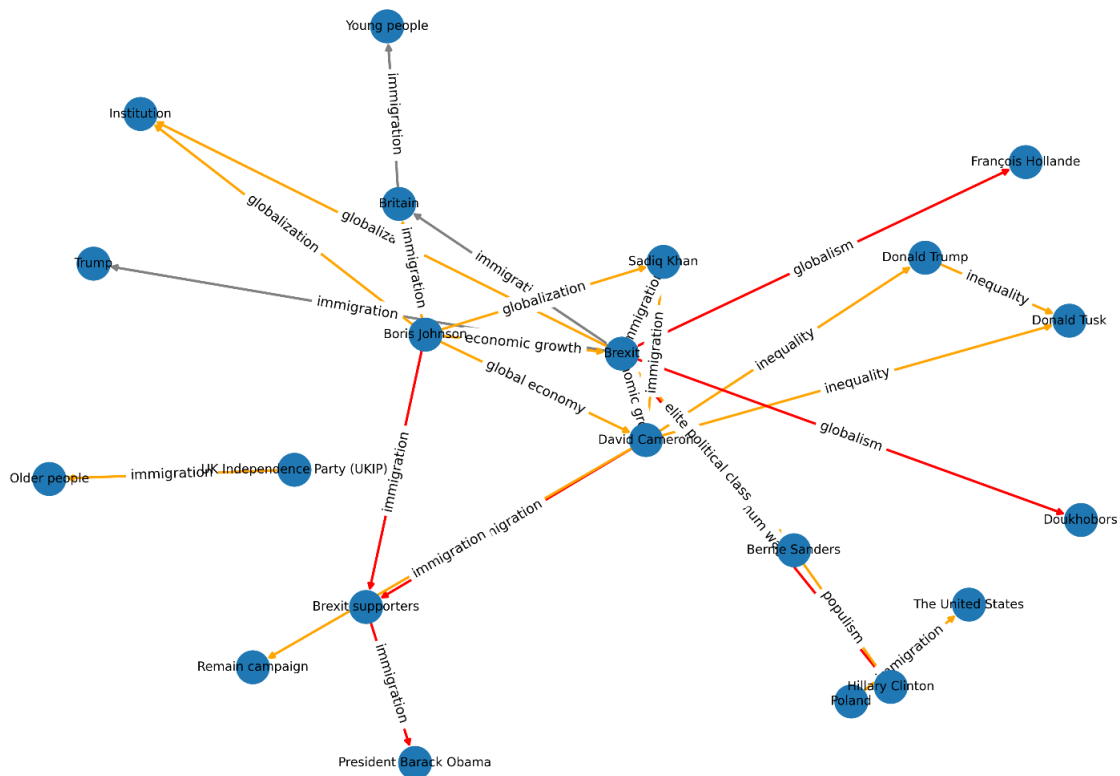 Young people
immigration
Institution
François Hollande
Britain
globalization
immigration
globalism
Trump
Sadiq Khan
Donald Trump
inequality
immigration
globalization
immigration
Donald Tusk
Boris Johnson
economic growth
Brexit
immigration
inequality
global economy
inequality
David Cameron
globalism
elite political class
immigration
Older people
immigration
UK Independence Party (UKIP)
Doukhobors
immigration
Bernie Sanders
populism
The United States
Brexit supporters
Remain campaign
immigration
Hillary Clinton
Poland
President Barack Obama